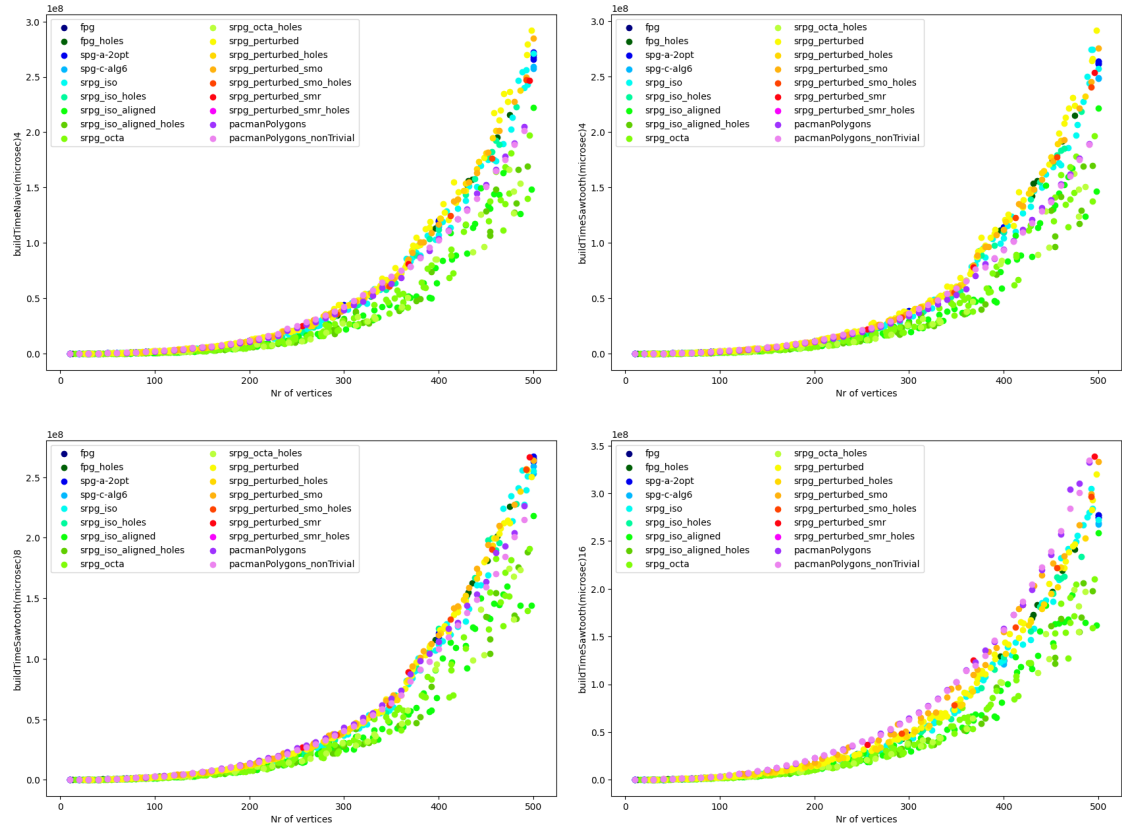 1e8
buildTimeNaive(microsec)4
3.0
2.5
2.0
1.5
1.0
0.5
0.0
fpg
fpg_holes
spg-a-2opt
spg-c-alg6
srpg_iso
srpg_iso_holes
srpg_iso_aligned
srpg_iso_aligned_holes
srpg_octa
srpg_octa_holes
srpg_perturbed
srpg_perturbed_holes
srpg_perturbed_smo
srpg_perturbed_smo_holes
srpg_perturbed_smr
srpg_perturbed_smr_holes
pacmanPolygons
pacmanPolygons_nonTrivial
0 100 200 300 400 500
Nr of vertices
1e8
buildTimeSawtooth(microsec)4
3.0
2.5
2.0
1.5
1.0
0.5
0.0
fpg
fpg_holes
spg-a-2opt
spg-c-alg6
srpg_iso
srpg_iso_holes
srpg_iso_aligned
srpg_iso_aligned_holes
srpg_octa
srpg_octa_holes
srpg_perturbed
srpg_perturbed_holes
srpg_perturbed_smo
srpg_perturbed_smo_holes
srpg_perturbed_smr
srpg_perturbed_smr_holes
pacmanPolygons
pacmanPolygons_nonTrivial
0 100 200 300 400 500
Nr of vertices
1e8
buildTimeSawtooth(microsec)8
2.5
2.0
1.5
1.0
0.5
0.0
fpg
fpg_holes
spg-a-2opt
spg-c-alg6
srpg_iso
srpg_iso_holes
srpg_iso_aligned
srpg_iso_aligned_holes
srpg_octa
srpg_octa_holes
srpg_perturbed
srpg_perturbed_holes
srpg_perturbed_smo
srpg_perturbed_smo_holes
srpg_perturbed_smr
srpg_perturbed_smr_holes
pacmanPolygons
pacmanPolygons_nonTrivial
0 100 200 300 400 500
Nr of vertices
1e8
buildTimeSawtooth(microsec)16
3.5
3.0
2.5
2.0
1.5
1.0
0.5
0.0
fpg
fpg_holes
spg-a-2opt
spg-c-alg6
srpg_iso
srpg_iso_holes
srpg_iso_aligned
srpg_iso_aligned_holes
srpg_octa
srpg_octa_holes
srpg_perturbed
srpg_perturbed_holes
srpg_perturbed_smo
srpg_perturbed_smo_holes
srpg_perturbed_smr
srpg_perturbed_smr_holes
pacmanPolygons
pacmanPolygons_nonTrivial
0 100 200 300 400 500
Nr of vertices